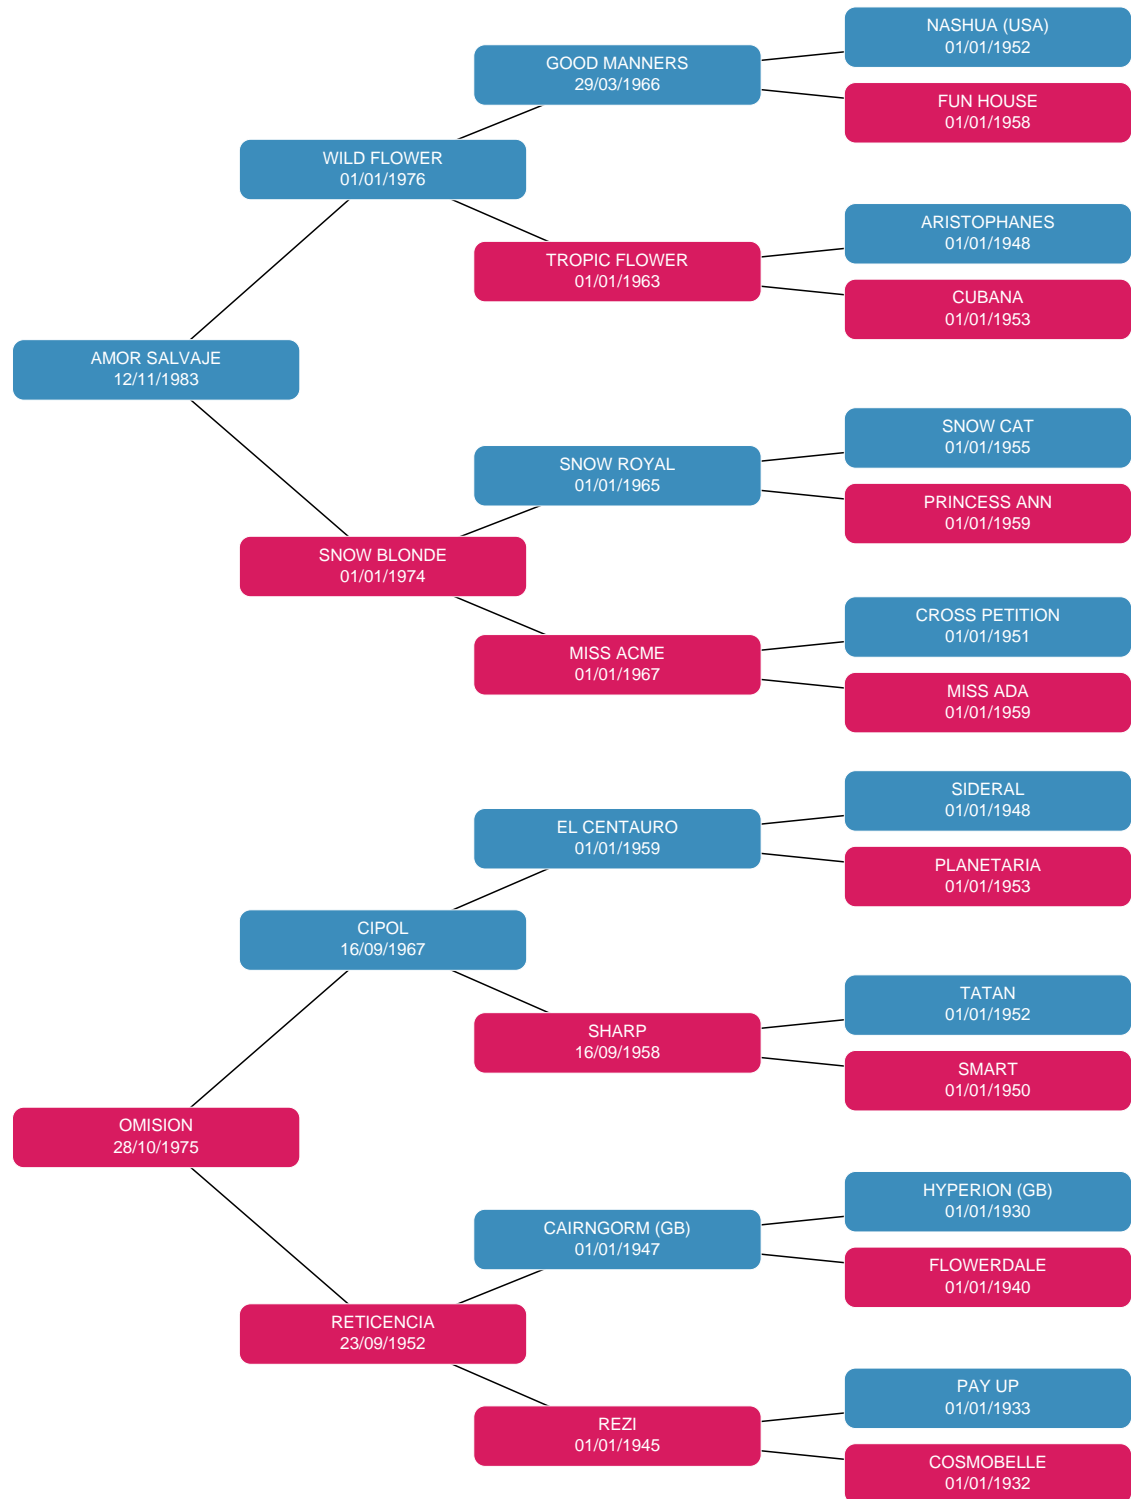 NASHUA (USA)
01/01/1952
GOOD MANNERS
29/03/1966
FUN HOUSE
01/01/1958
WILD FLOWER
01/01/1976
ARISTOPHANES
01/01/1948
TROPIC FLOWER
01/01/1963
CUBANA
01/01/1953
AMOR SALVAJE
12/11/1983
SNOW CAT
01/01/1955
SNOW ROYAL
01/01/1965
PRINCESS ANN
01/01/1959
SNOW BLONDE
01/01/1974
CROSS PETITION
01/01/1951
MISS ACME
01/01/1967
MISS ADA
01/01/1959
SIDERAL
01/01/1948
EL CENTAURO
01/01/1959
PLANETARIA
01/01/1953
CIPOL
16/09/1967
TATAN
01/01/1952
SHARP
16/09/1958
SMART
01/01/1950
OMISION
28/10/1975
HYPERION (GB)
01/01/1930
CAIRNGORM (GB)
01/01/1947
FLOWERDALE
01/01/1940
RETICENCIA
23/09/1952
PAY UP
01/01/1933
REZI
01/01/1945
COSMOBELLE
01/01/1932